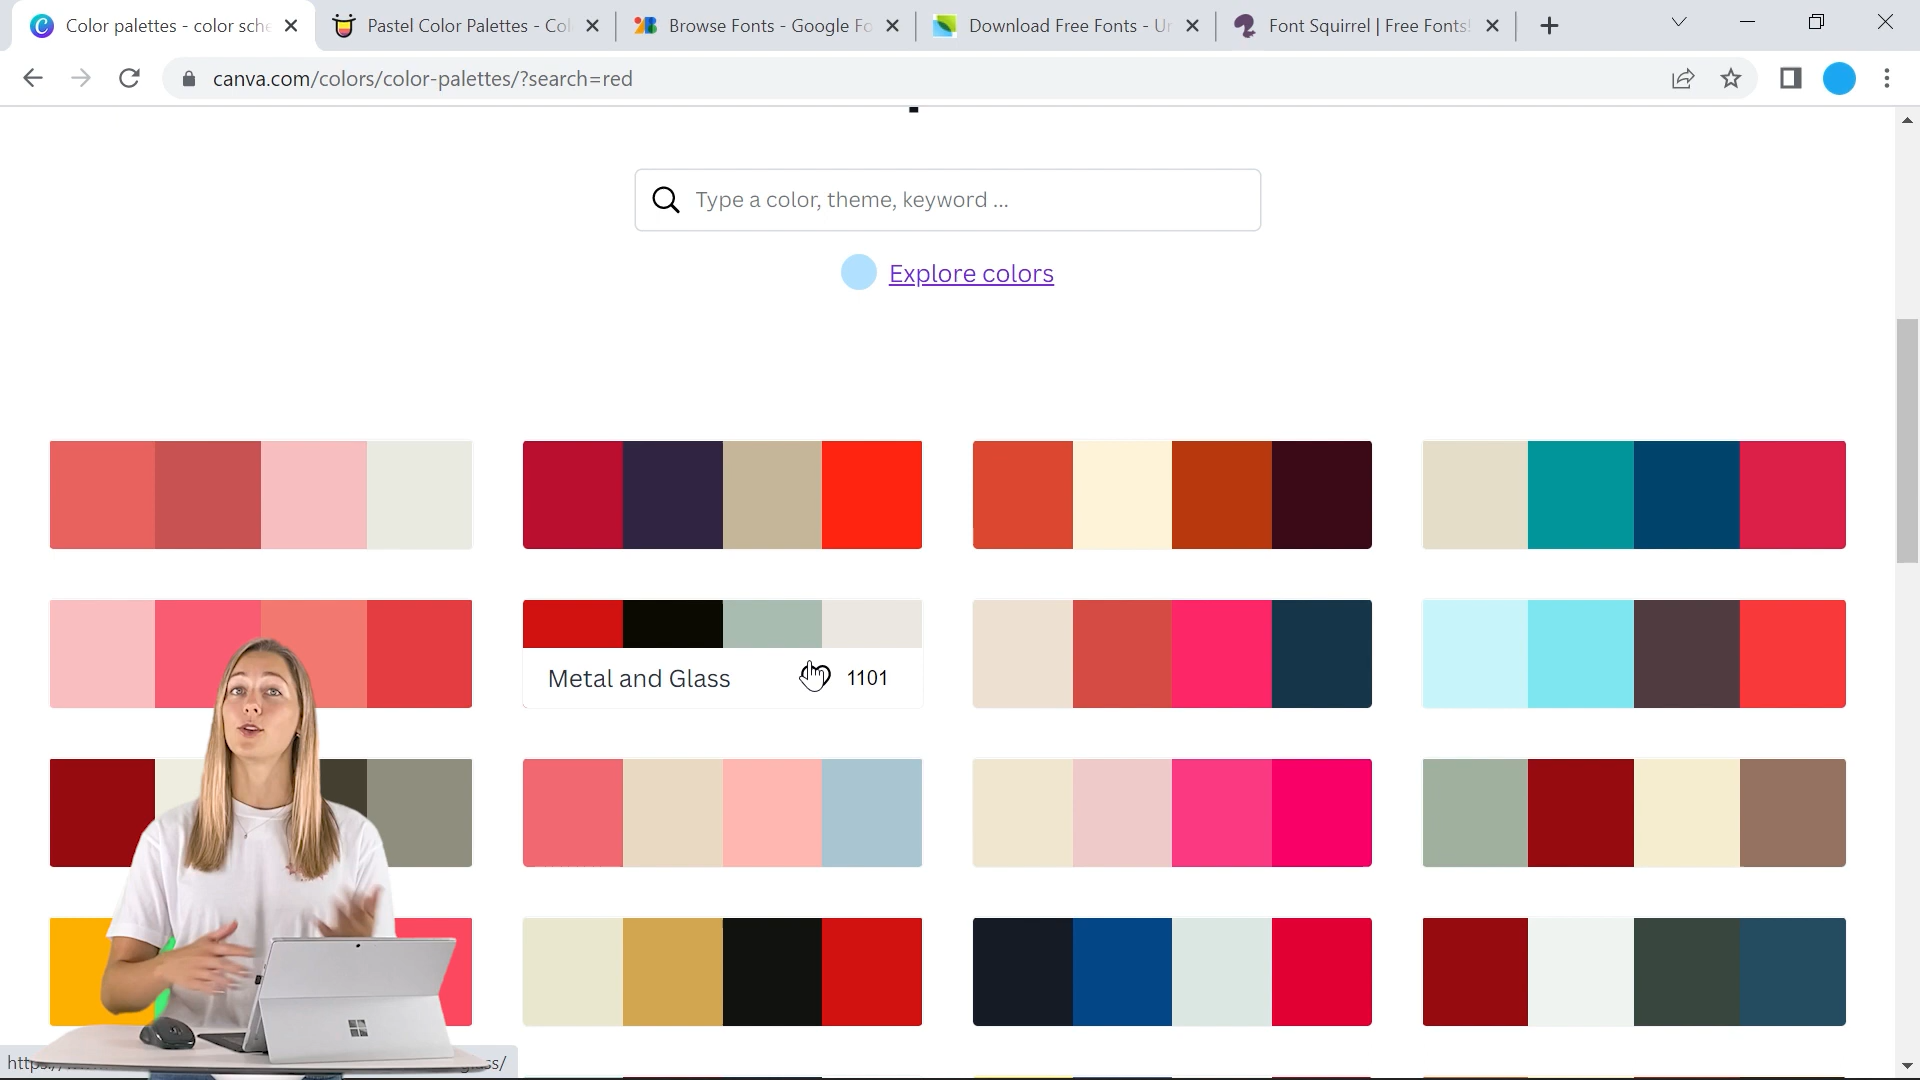 Color palettes - color sche
Pastel Color Palettes - Col
Browse Fonts - Google Fo
Download Free Fonts - Ur
Font Squirrel | Free Fonts!
canva.com/colors/color-palettes/?search=red
Type a color, theme, keyword ...
Explore colors
Metal and Glass 1101